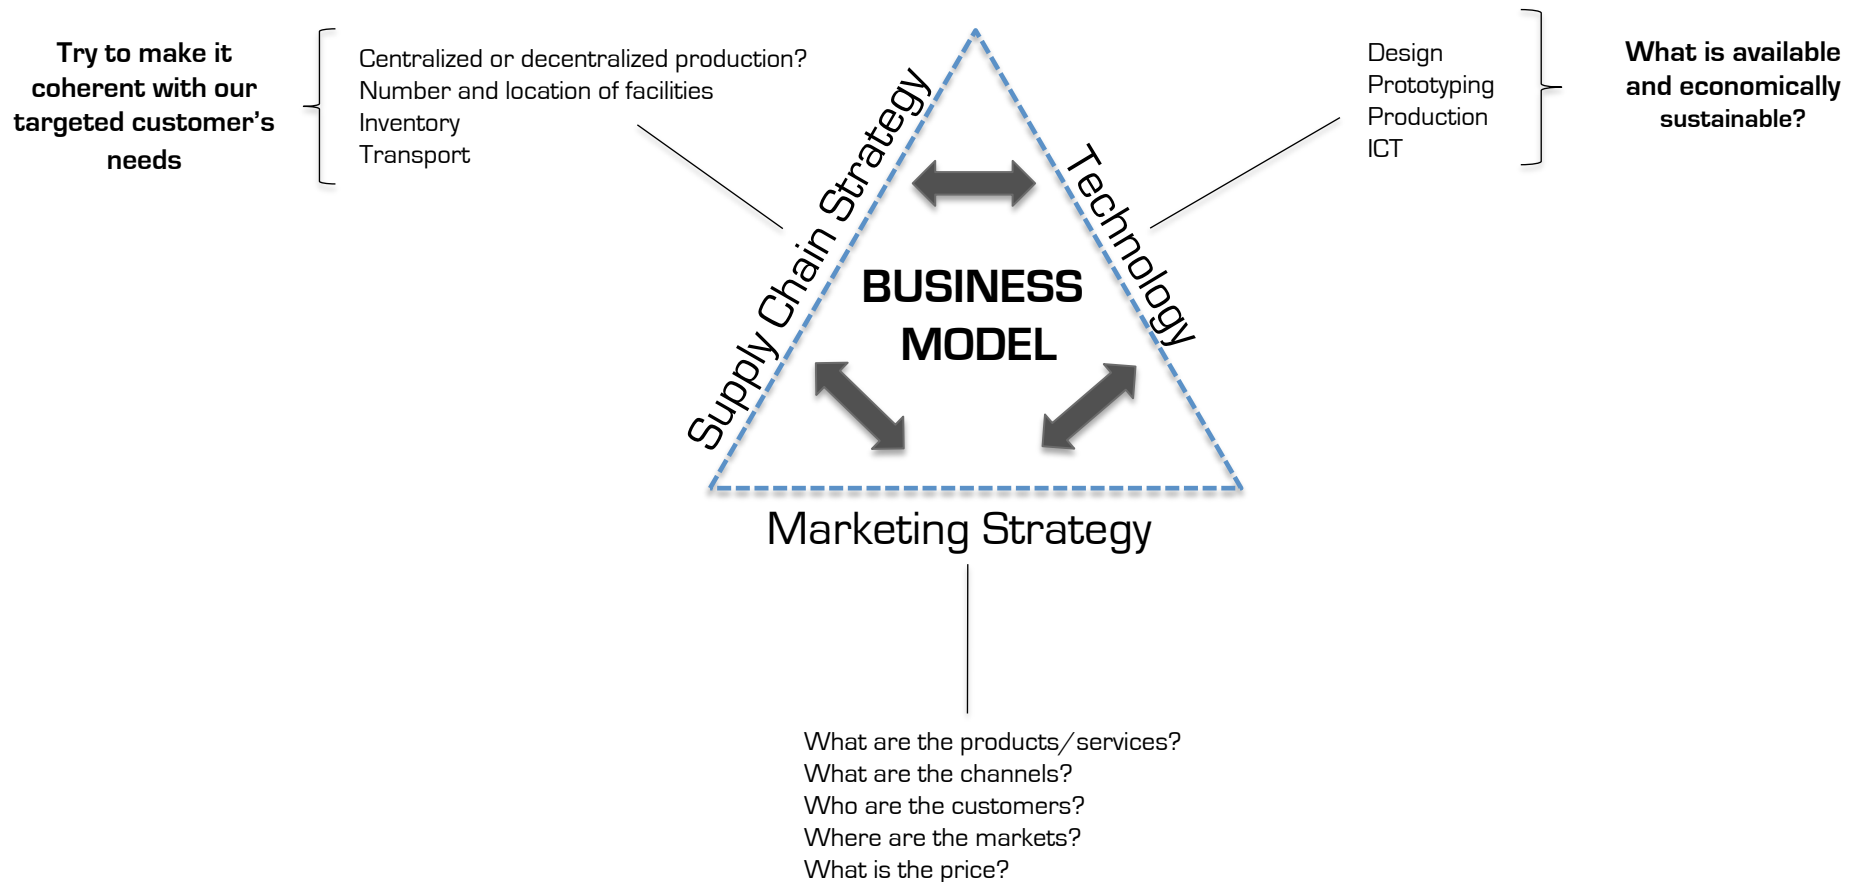 Try to make it
coherent with our
targeted customer's
needs
Centralized or decentralized production?
Number and location of facilities
Inventory
Transport
Supply Chain Strategy
Technology
BUSINESS
MODEL
Marketing Strategy
Design
Prototyping
Production
ICT
What is available
and economically
sustainable?
What are the products/services?
What are the channels?
Who are the customers?
Where are the markets?
What is the price?